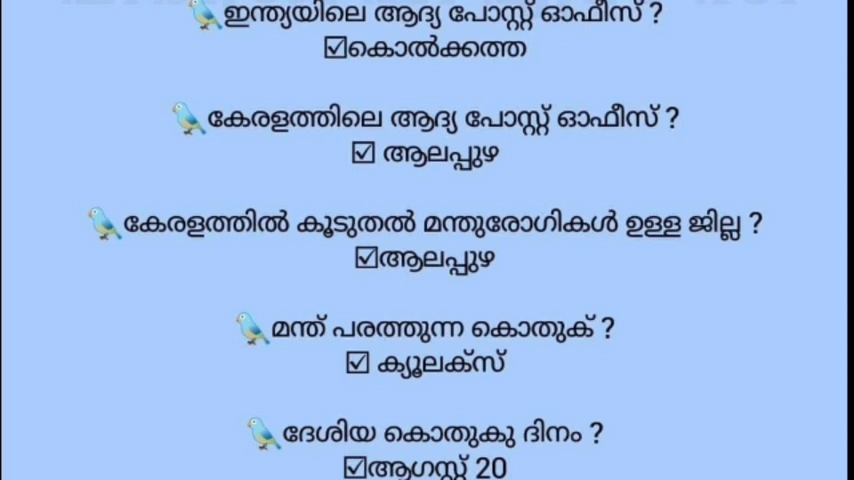 ഇന്ത്യയിലെ ആദ്യ പോസ്റ്റ് ഓഫീസ് ?
☑കൊൽക്കത്ത
കേരളത്തിലെ ആദ്യ പോസ്റ്റ് ഓഫീസ് ?
☑ ആലപ്പുഴ
കേരളത്തിൽ കൂടുതൽ മന്തുരോഗികൾ ഉള്ള ജില്ല ?
☑ആലപ്പുഴ
മന്ത് പരത്തുന്ന കൊതുക് ?
☑ ക്യൂലക്സ്
ദേശിയ കൊതുകു ദിനം ?
☑ആഗസ്റ്റ് 20